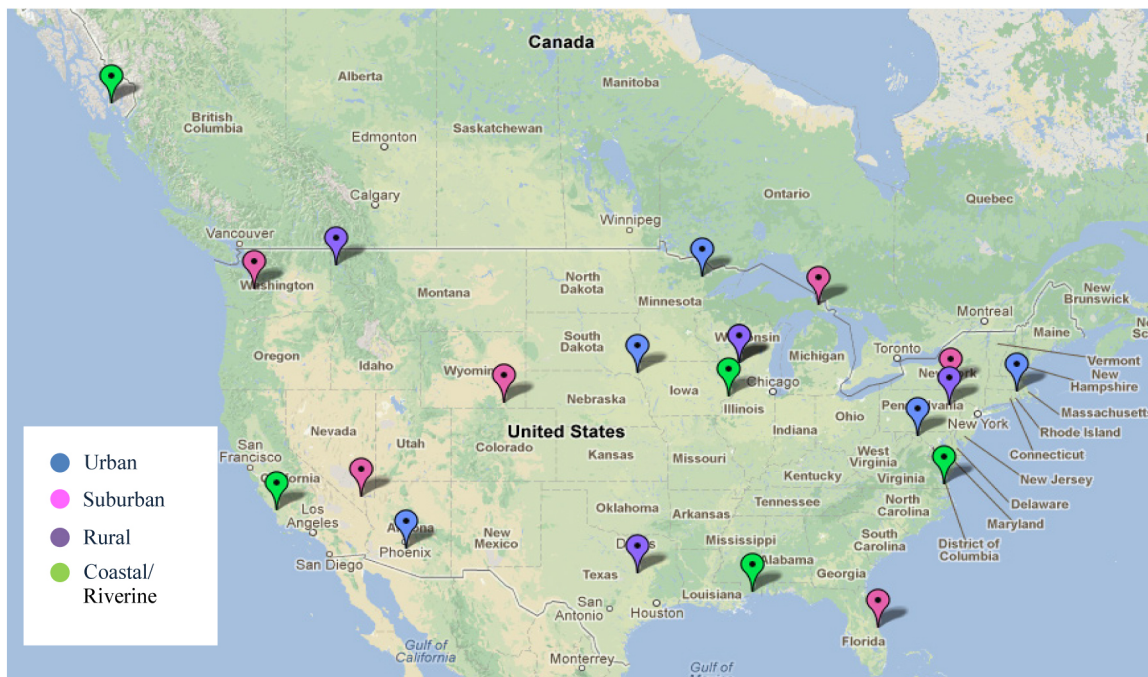 Canada
Alberta
Manitoba
British
Columbia
Edmonton
Saskatchewan
Calgary
Ontario
Quebec
Winnipeg
Vancouver
Washington
North
Dakota
Montana
Minnesota
New
Brunswick
Montreal
Maine
Oregon
Idaho
South
Dakota
Wisconsin
Michigan
Toronto
Vermont
New
Hampshire
Wyoming
Iowa
Chicago
New York
Nebraska
Illinois
Pennsylvania
New York
Massachusett
Rhode Island
Connecticut
Nevada
Utah
Colorado
United States
Kansas
Missouri
Indiana
Ohio
West
Virginia
Virginia
New Jersey
Delaware
Maryland
District of
Columbia
San
Francisco
California
Kentucky
Los
Angeles
Arizona
Phoenix
San Diego
New
Mexico
Oklahoma
Arkansas
Tennessee
North
Carolina
South
Carolina
Mississippi
Alabama
Georgia
Dallas
Texas
Louisiana
San
Antonio
Houston
Florida
Gulf of
California
Monterrey
Gulf of
Urban
Suburban
Rural
Coastal/
Riverine